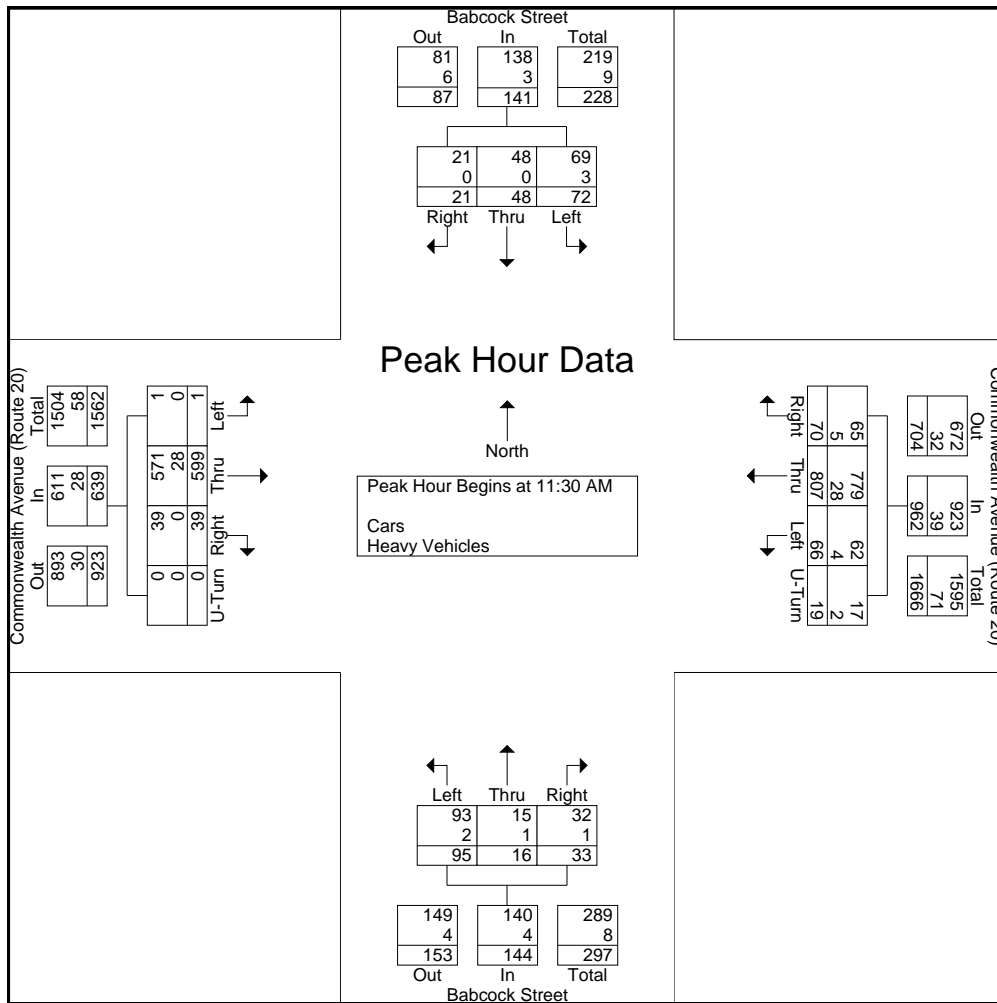 Babcock Street
Out In Total
81 138 219
6 3 9
87 141 228
21 48 69
0 0 3
21 48 72
Right Thru Left
Peak Hour Data
North
Peak Hour Begins at 11:30 AM
Cars
Heavy Vehicles
Commonwealth Avenue (Route 20)
Total
1504
58
1562
In
611
28
639
Out
893
30
923
1 0 1 Left
571 28 599 Thru
39 0 39 Right
0 0 0 U-Turn
Right 70 5 65
Thru 807 28 779
Left 66 4 62
U-Turn 19 2 17
Out
672
32
704
In
923
39
962
Total
1595
71
1666
Commonwealth Avenue (Route 20)
Left Thru Right
93 15 32
2 1 1
95 16 33
149 140 289
4 4 8
153 144 297
Out In Total
Babcock Street